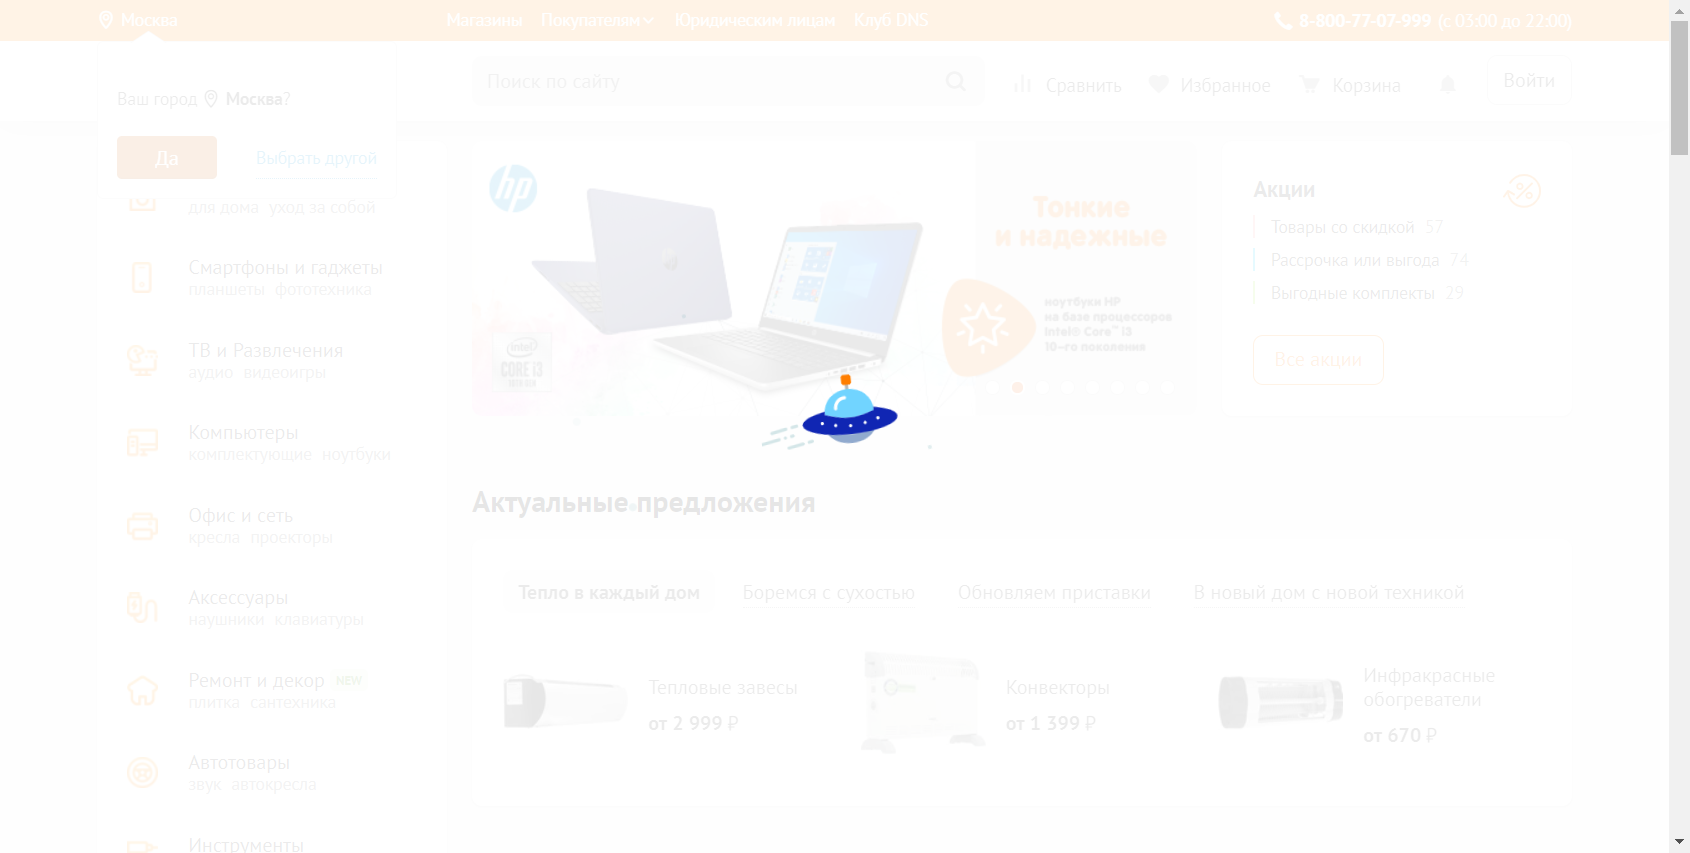 Москва
Магазины Покупателям Юридическим лицам Клуб DNS
8-800-77-07-999 (с 03:00 до 22:00)
Поиск по сайту
Сравнить Избранное Корзина Войти
Ваш город Москва?
Да Выбрать другой
для дома уход за собой
Смартфоны и гаджеты
планшеты фототехника
ТВ и Развлечения
аудио видеоигры
Компьютеры
комплектующие ноутбуки
Офис и сеть
кресла проекторы
Аксессуары
наушники клавиатуры
Ремонт и декор NEW
плитка сантехника
Автотовары
звук автокресла
Инструменты
hp
Тонкие
и надежные
ноутбуки HP
на базе процессоров
Intel® Core™ i3
10-го поколения
intel
CORE i3
Акции
Товары со скидкой 57
Рассрочка или выгода 74
Выгодные комплекты 29
Все акции
Актуальные предложения
Тепло в каждый дом Боремся с сухостью Обновляем приставки В новый дом с новой техникой
Тепловые завесы
от 2 999 ₽
Конвекторы
от 1 399 ₽
Инфракрасные
обогреватели
от 670 ₽